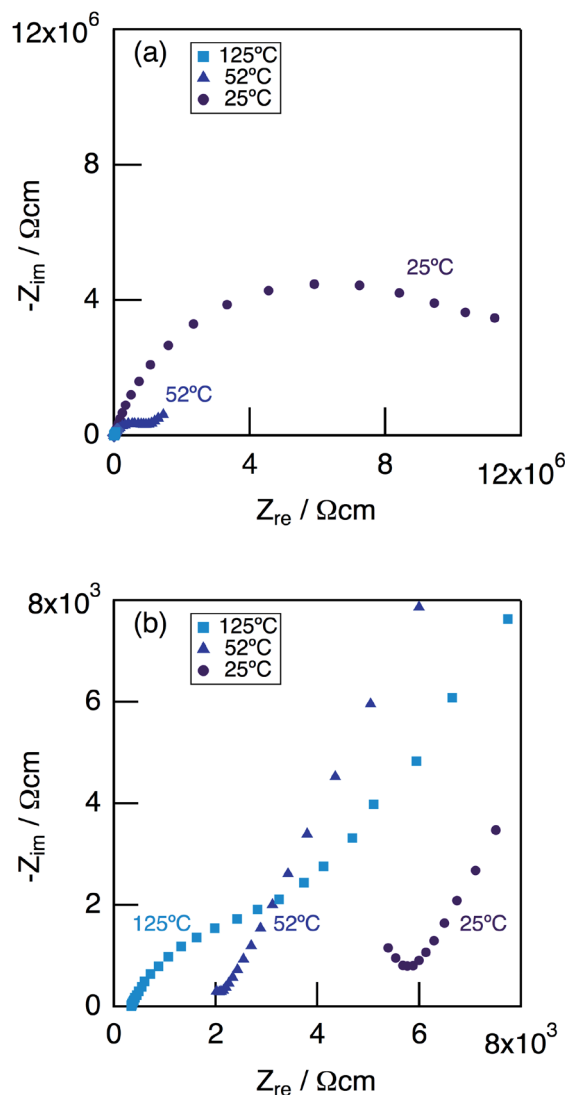 12x10⁶
(a)
125ºC
52ºC
25ºC
8
-Z_im / Ωcm
25ºC
4
52ºC
0
0
4
8
12x10⁶
Z_re / Ωcm
8x10³
(b)
125ºC
52ºC
25ºC
6
-Z_im / Ωcm
4
2
125ºC
52ºC
25ºC
0
0
2
4
6
8x10³
Z_re / Ωcm